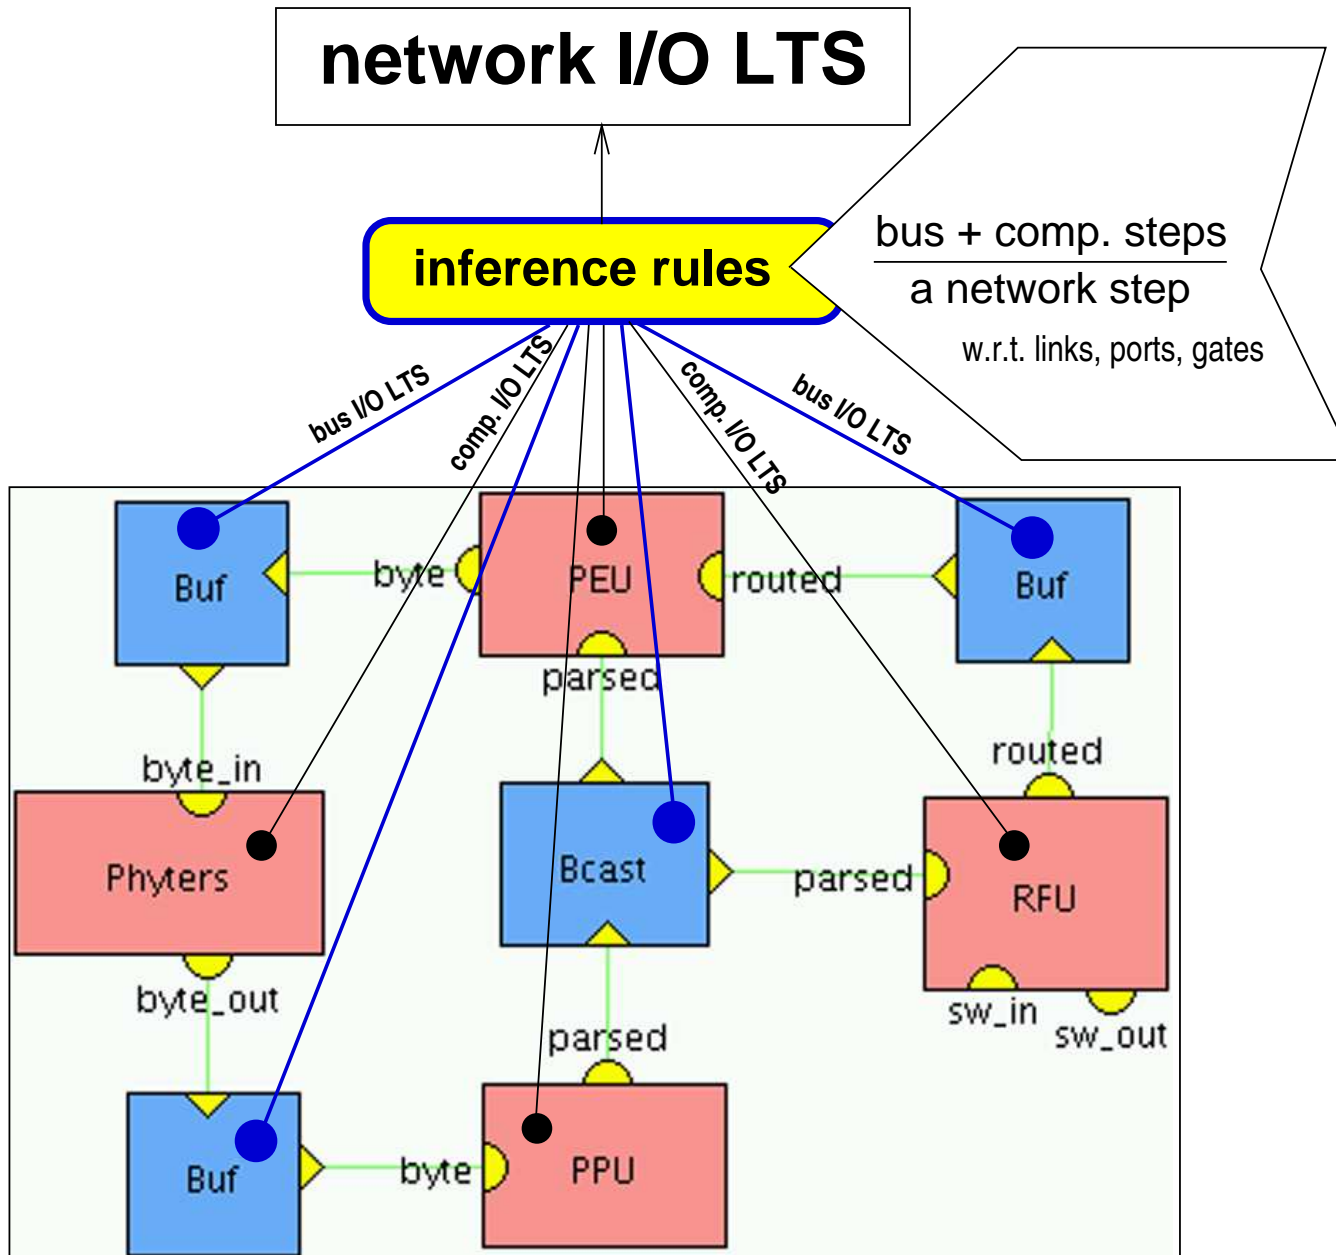 network I/O LTS
inference rules
bus + comp. steps
a network step
w.r.t. links, ports, gates
bus I/O LTS
comp. I/O LTS
comp. I/O LTS
bus I/O LTS
Buf
byte
PEU
routed
Buf
parsed
byte_in
routed
Phyters
Bcast
parsed
RFU
byte_out
sw_in
sw_out
parsed
Buf
byte
PPU